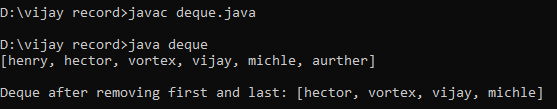 D:\vijay record>javac deque.java
D:\vijay record>java deque
[henry, hector, vortex, vijay, michle, aurther]
Deque after removing first and last: [hector, vortex, vijay, michle]